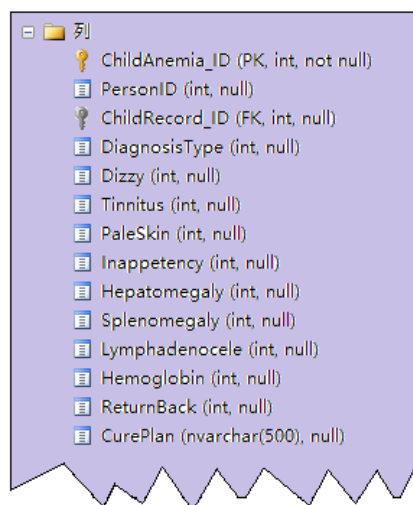 列
ChildAnemia_ID (PK, int, not null)
PersonID (int, null)
ChildRecord_ID (FK, int, null)
DiagnosisType (int, null)
Dizzy (int, null)
Tinnitus (int, null)
PaleSkin (int, null)
Inappetency (int, null)
Hepatomegaly (int, null)
Splenomegaly (int, null)
Lymphadenocele (int, null)
Hemoglobin (int, null)
ReturnBack (int, null)
CurePlan (nvarchar(500), null)